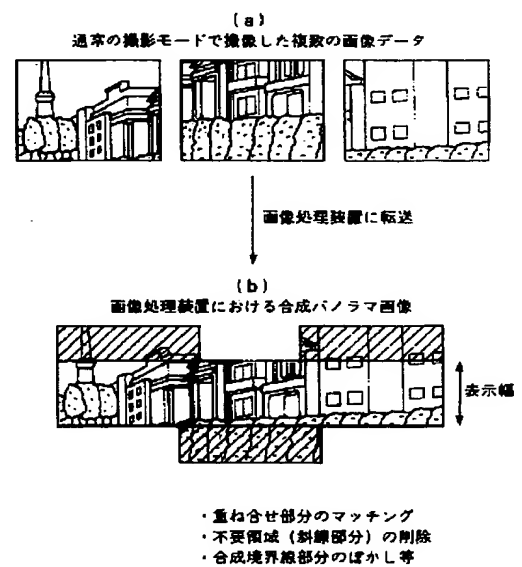 (a)
通常の撮影モードで撮像した複数の画像データ
画像処理装置に転送
(b)
画像処理装置における合成パノラマ画像
表示幅
・重ね合せ部分のマッチング
・不要領域(斜線部分)の削除
・合成境界線部分のぼかし等